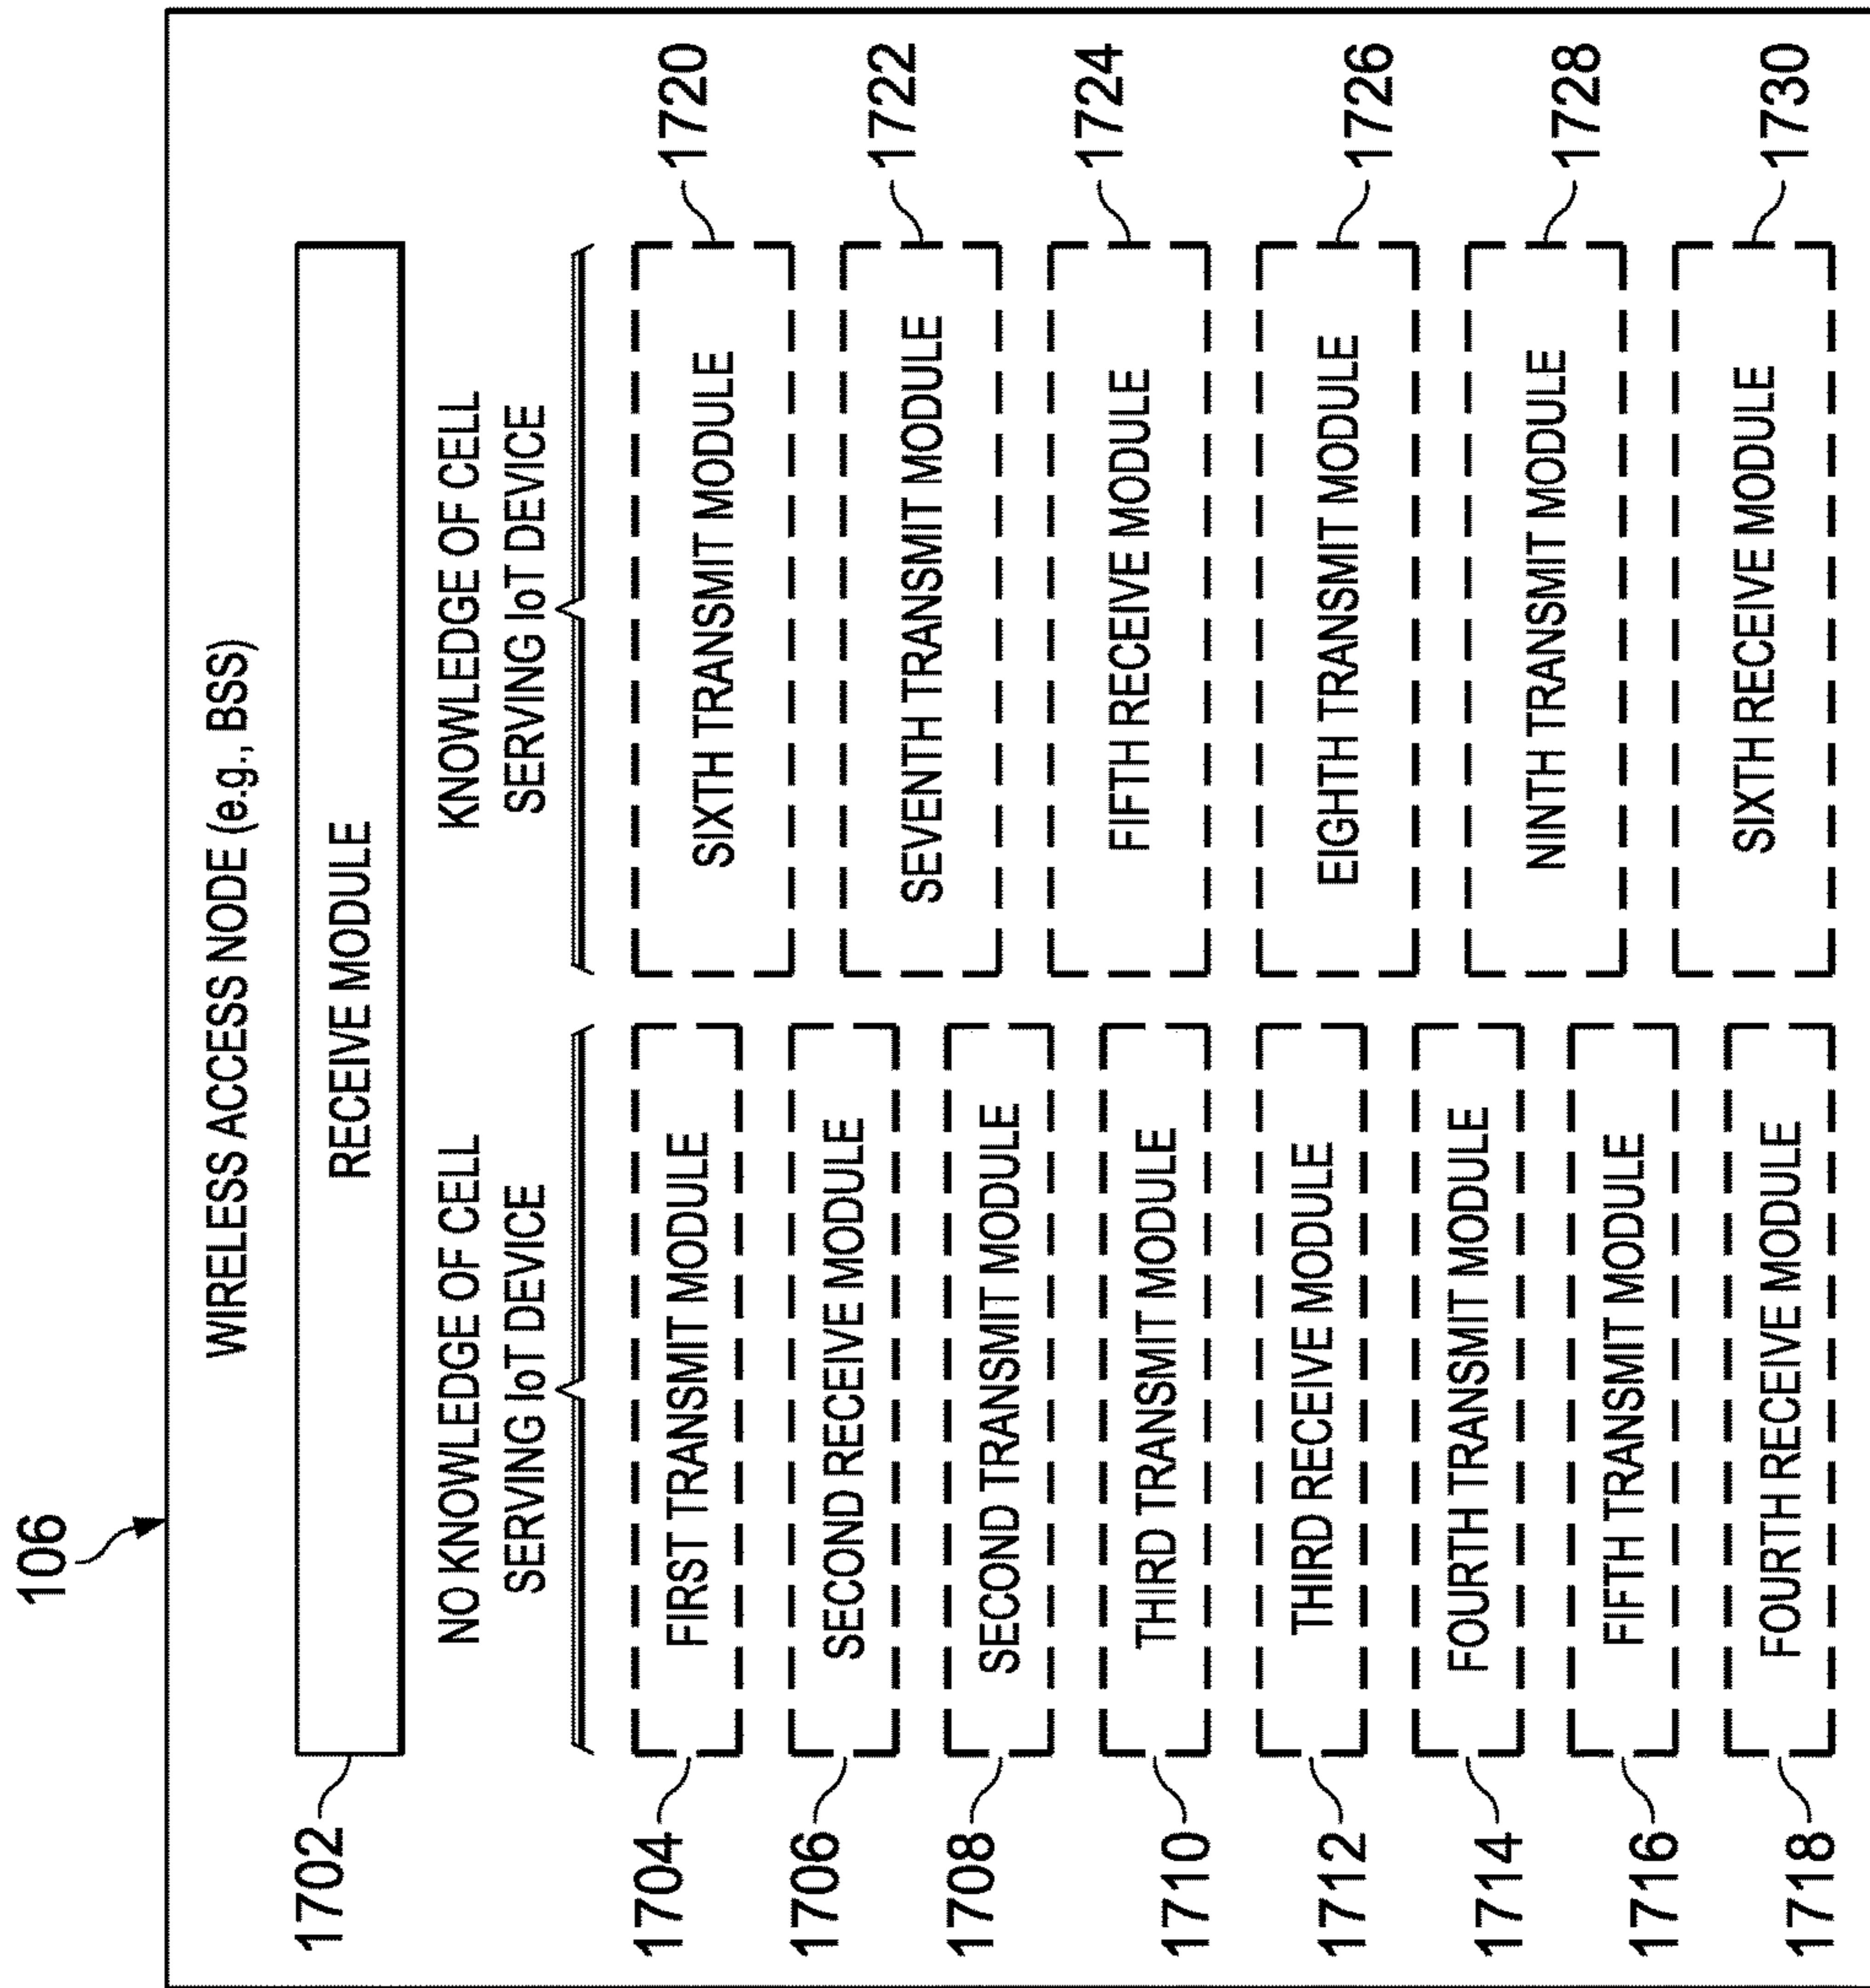 106
WIRELESS ACCESS NODE (e.g., BSS)
1702
RECEIVE MODULE
NO KNOWLEDGE OF CELL
SERVING IoT DEVICE
1704
FIRST TRANSMIT MODULE
1706
SECOND RECEIVE MODULE
1708
SECOND TRANSMIT MODULE
1710
THIRD TRANSMIT MODULE
1712
THIRD RECEIVE MODULE
1714
FOURTH TRANSMIT MODULE
1716
FIFTH TRANSMIT MODULE
1718
FOURTH RECEIVE MODULE
KNOWLEDGE OF CELL
SERVING IoT DEVICE
SIXTH TRANSMIT MODULE
1720
SEVENTH TRANSMIT MODULE
1722
FIFTH RECEIVE MODULE
1724
EIGHTH TRANSMIT MODULE
1726
NINTH TRANSMIT MODULE
1728
SIXTH RECEIVE MODULE
1730